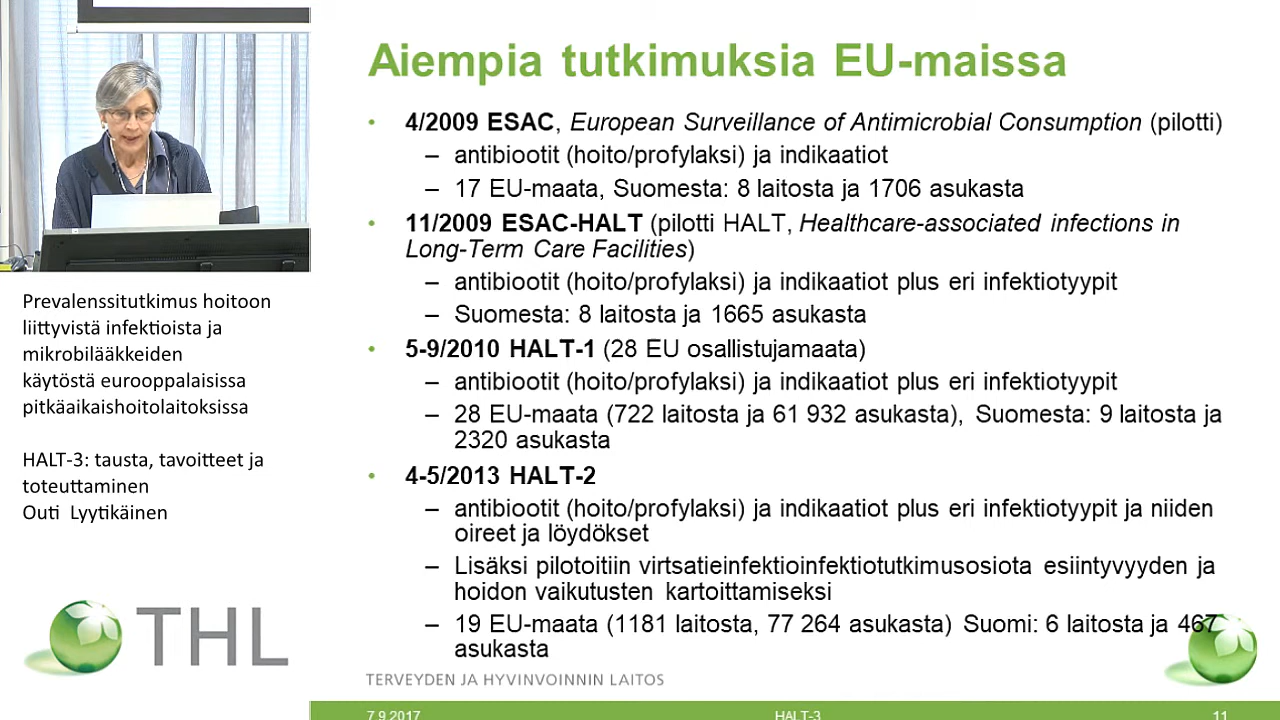 Aiempia tutkimuksia EU-maissa
• 4/2009 ESAC, European Surveillance of Antimicrobial Consumption (pilotti)
– antibiootit (hoito/profylaksi) ja indikaatiot
– 17 EU-maata, Suomesta: 8 laitosta ja 1706 asukasta
• 11/2009 ESAC-HALT (pilotti HALT, Healthcare-associated infections in
Long-Term Care Facilities)
– antibiootit (hoito/profylaksi) ja indikaatiot plus eri infektiotyypit
– Suomesta: 8 laitosta ja 1665 asukasta
• 5-9/2010 HALT-1 (28 EU osallistujamaata)
– antibiootit (hoito/profylaksi) ja indikaatiot plus eri infektiotyypit
– 28 EU-maata (722 laitosta ja 61 932 asukasta), Suomesta: 9 laitosta ja
2320 asukasta
• 4-5/2013 HALT-2
– antibiootit (hoito/profylaksi) ja indikaatiot plus eri infektiotyypit ja niiden
oireet ja löydökset
– Lisäksi pilotoitiin virtsatieinfektioinfektiotutkimusosiota esiintyvyyden ja
hoidon vaikutusten kartoittamiseksi
– 19 EU-maata (1181 laitosta, 77 264 asukasta) Suomi: 6 laitosta ja 467
asukasta
TERVEYDEN JA HYVINVOINNIN LAITOS
7.9.2017
HALT-3
11
Prevalenssitutkimus hoitoon
liittyvistä infektioista ja
mikrobilääkkeiden
käytöstä eurooppalaisissa
pitkäaikaishoitolaitoksissa
HALT-3: tausta, tavoitteet ja
toteuttaminen
Outi Lyytikäinen
THL